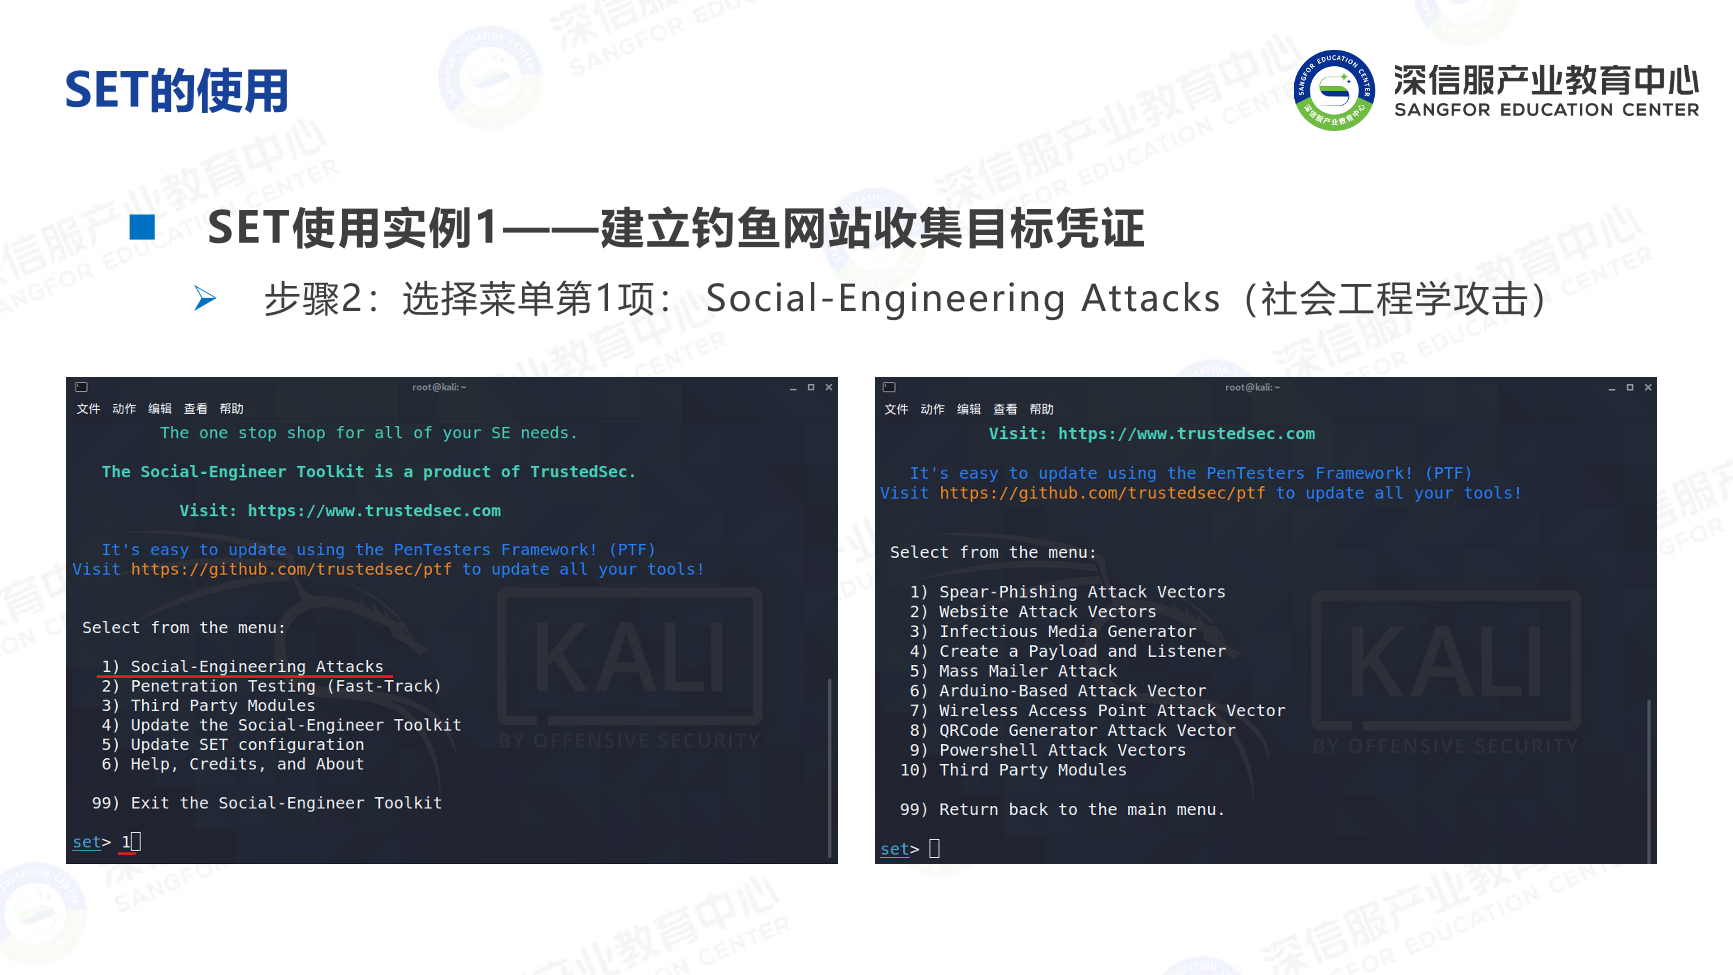 SET的使用
深信服产业教育中心
SANGFOR EDUCATION CENTER
SET使用实例1——建立钓鱼网站收集目标凭证
步骤2：选择菜单第1项： Social-Engineering Attacks（社会工程学攻击）
root@kali: ~
文件 动作 编辑 查看 帮助
The one stop shop for all of your SE needs.
The Social-Engineer Toolkit is a product of TrustedSec.
Visit: https://www.trustedsec.com
It's easy to update using the PenTesters Framework! (PTF)
Visit https://github.com/trustedsec/ptf to update all your tools!
Select from the menu:
1) Social-Engineering Attacks
2) Penetration Testing (Fast-Track)
3) Third Party Modules
4) Update the Social-Engineer Toolkit
5) Update SET configuration
6) Help, Credits, and About
99) Exit the Social-Engineer Toolkit
set> 1
KALI
BY OFFENSIVE SECURITY
root@kali: ~
文件 动作 编辑 查看 帮助
Visit: https://www.trustedsec.com
It's easy to update using the PenTesters Framework! (PTF)
Visit https://github.com/trustedsec/ptf to update all your tools!
Select from the menu:
1) Spear-Phishing Attack Vectors
2) Website Attack Vectors
3) Infectious Media Generator
4) Create a Payload and Listener
5) Mass Mailer Attack
6) Arduino-Based Attack Vector
7) Wireless Access Point Attack Vector
8) QRCode Generator Attack Vector
9) Powershell Attack Vectors
10) Third Party Modules
99) Return back to the main menu.
set>
KALI
BY OFFENSIVE SECURITY